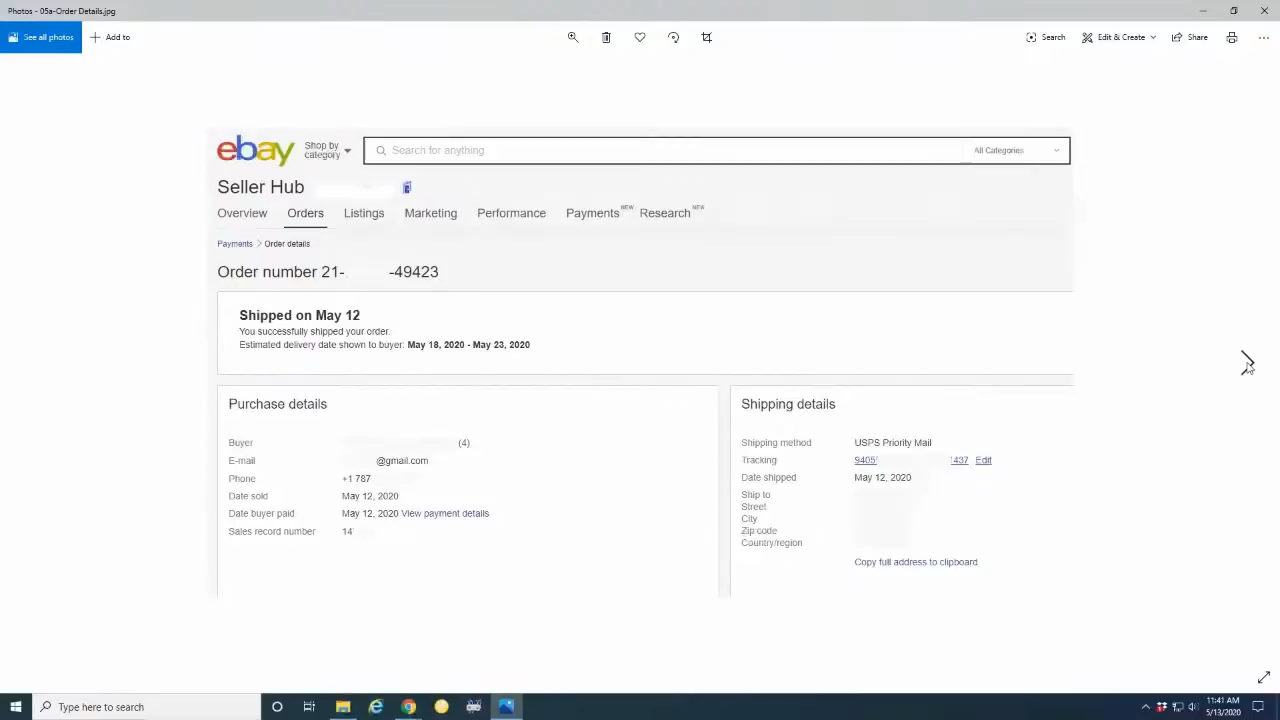 Photos - 05a-Order Details.jpg
See all photos
Add to
Search
Edit & Create
Share
ebay
Shop by category
Search for anything
All Categories
Seller Hub
Overview
Orders
Listings
Marketing
Performance
Payments NEW
Research NEW
Payments > Order details
Order number 21- -49423
Shipped on May 12
You successfully shipped your order.
Estimated delivery date shown to buyer: May 18, 2020 - May 23, 2020
Purchase details
Buyer (4)
E-mail @gmail.com
Phone +1 787
Date sold May 12, 2020
Date buyer paid May 12, 2020 View payment details
Sales record number 14
Shipping details
Shipping method USPS Priority Mail
Tracking 9405 1437 Edit
Date shipped May 12, 2020
Ship to
Street
City
Zip code
Country/region
Copy full address to clipboard
Type here to search
11:41 AM
5/13/2020